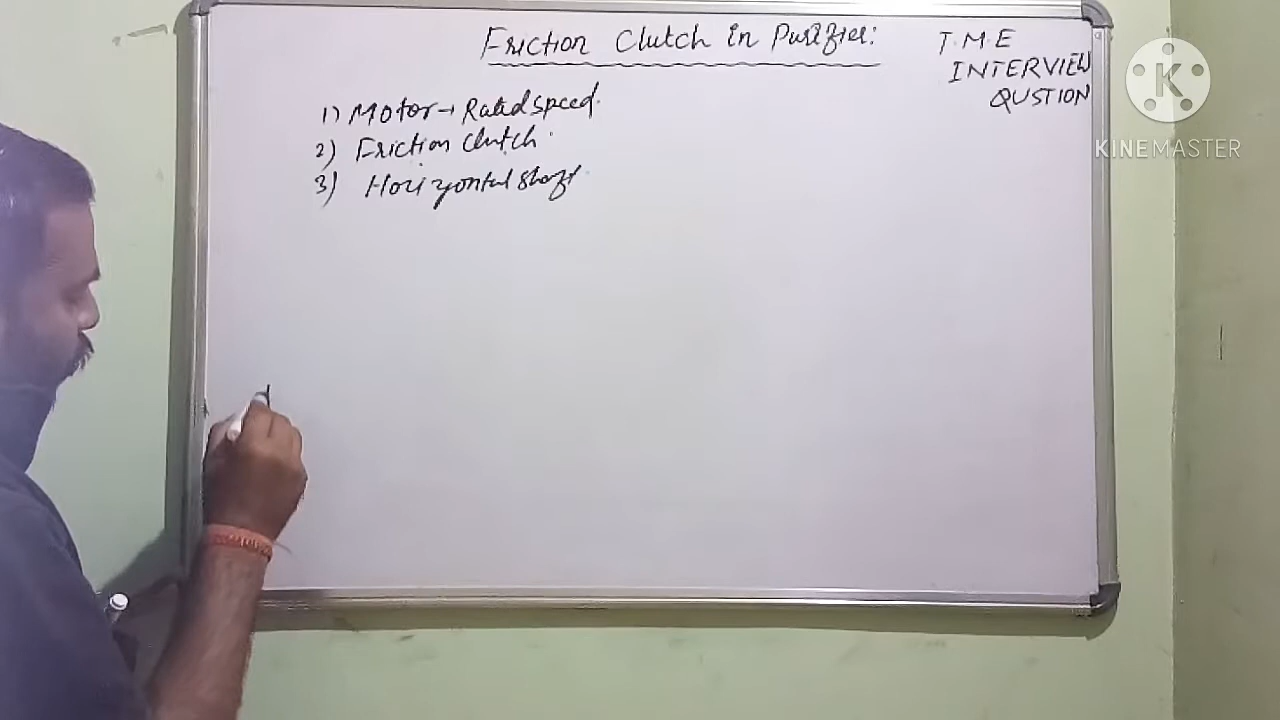 Friction Clutch in Purifier:
T.M.E
INTERVIEW
QUSTION
1) Motor → Rated speed.
2) Friction Clutch.
3) Horizontal shaft.
K
KINEMASTER